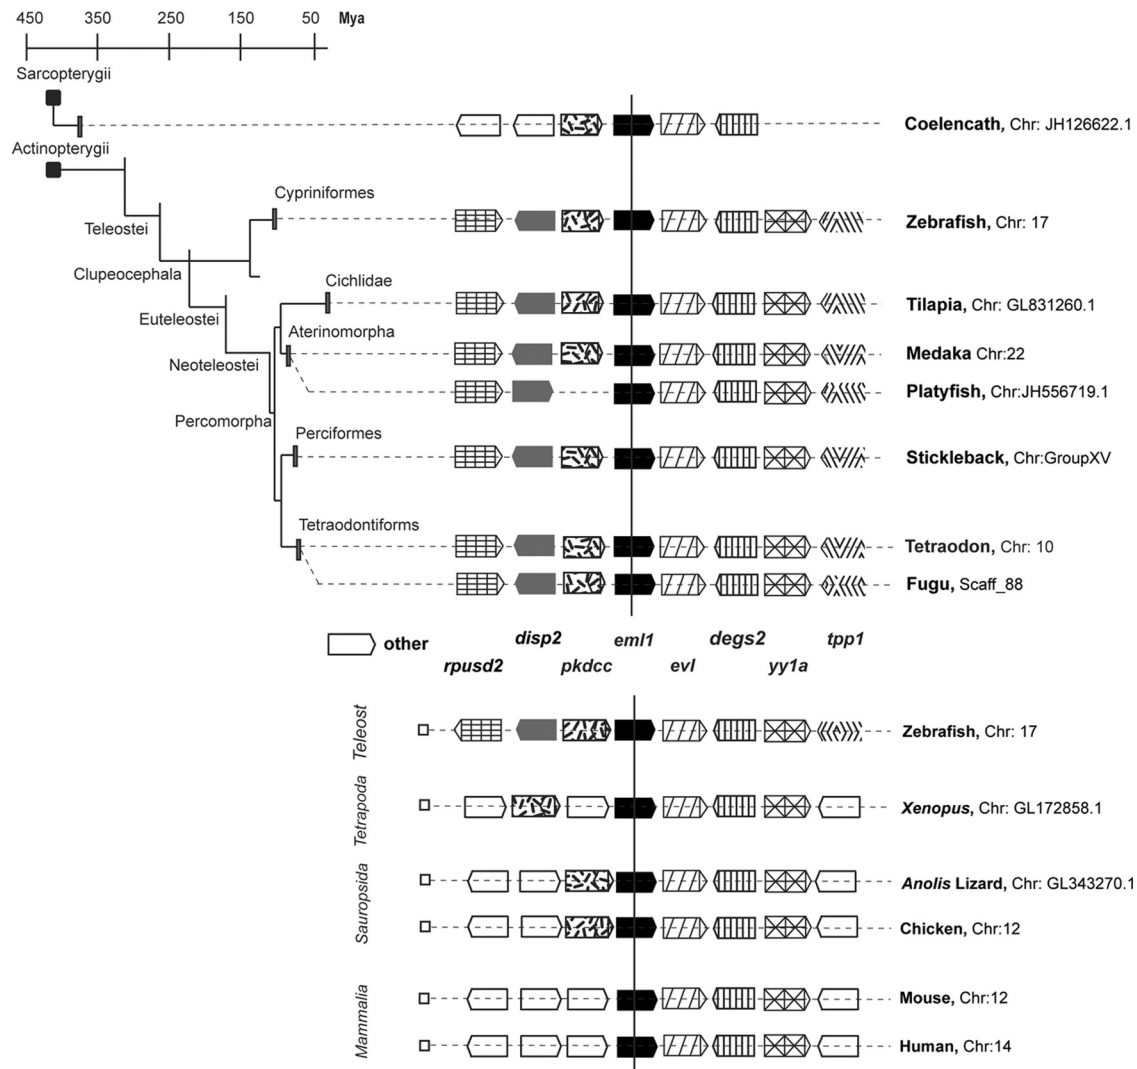 450 350 250 150 50 Mya
Sarcopterygii
Coelencath, Chr: JH126622.1
Actinopterygii
Cypriniformes
Zebrafish, Chr: 17
Teleostei
Clupeocephala
Cichlidae
Tilapia, Chr: GL831260.1
Euteleostei
Aterinomorpha
Medaka Chr:22
Neoteleostei
Platyfish, Chr:JH556719.1
Percomorpha
Perciformes
Stickleback, Chr:GroupXV
Tetraodontiforms
Tetraodon, Chr: 10
Fugu, Scaff_88
other disp2 eml1 degs2 tpp1
rpusd2 pkdcc evl yy1a
Teleost
Zebrafish, Chr: 17
Tetrapoda
Xenopus, Chr: GL172858.1
Sauropsida
Anolis Lizard, Chr: GL343270.1
Chicken, Chr:12
Mammalia
Mouse, Chr:12
Human, Chr:14